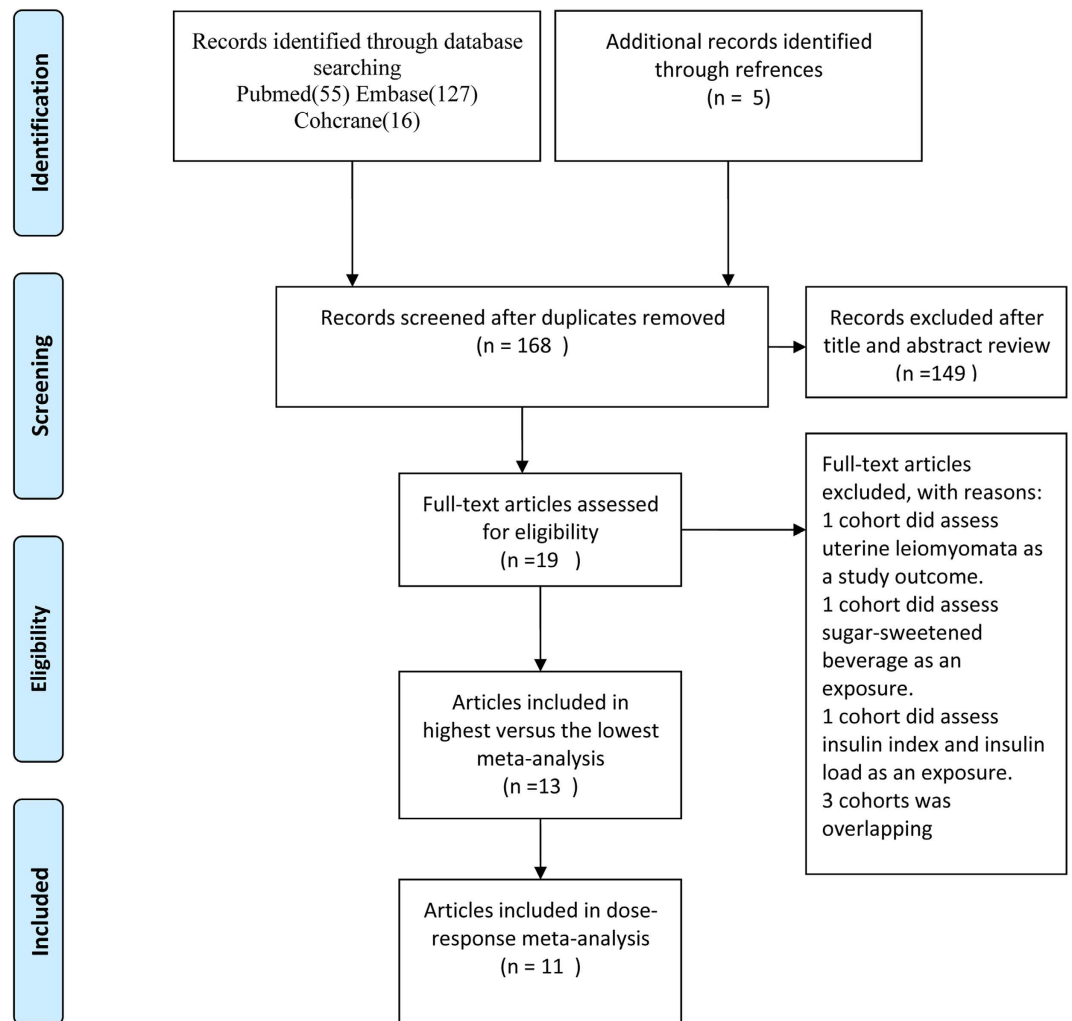 Identification
Records identified through database
searching
Pubmed(55) Embase(127)
Cohcrane(16)
Additional records identified
through refrences
(n =  5)
Screening
Records screened after duplicates removed
(n = 168  )
Records excluded after
title and abstract review
(n =149 )
Eligibility
Full-text articles assessed
for eligibility
(n =19   )
Full-text articles
excluded, with reasons:
1 cohort did assess
uterine leiomyomata as
a study outcome.
1 cohort did assess
sugar-sweetened
beverage as an
exposure.
1 cohort did assess
insulin index and insulin
load as an exposure.
3 cohorts was
overlapping
Articles included in
highest versus the lowest
meta-analysis
(n =13  )
Included
Articles included in dose-
response meta-analysis
(n = 11  )